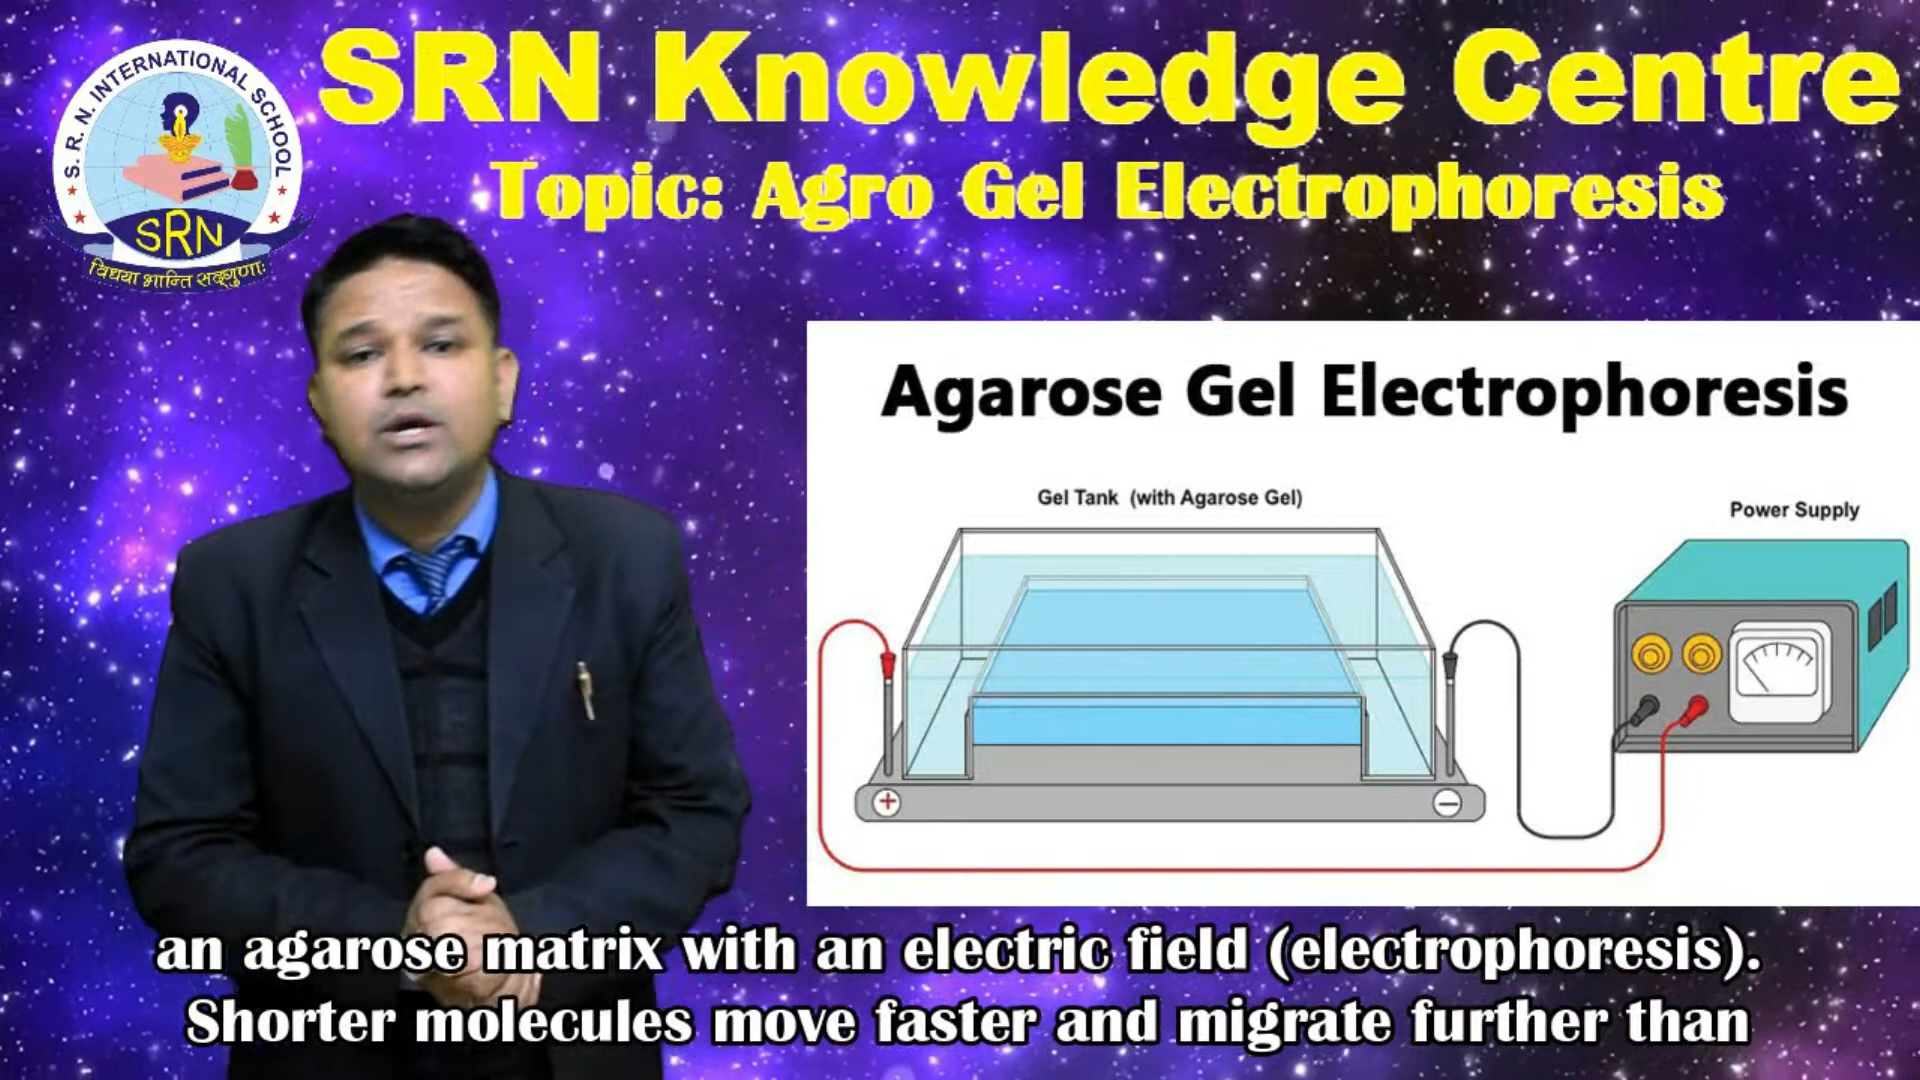 SRN Knowledge Centre
Topic: Agro Gel Electrophoresis
S. R. N. INTERNATIONAL SCHOOL
SRN
विद्यया भान्ति सद्गुणाः
Agarose Gel Electrophoresis
Gel Tank (with Agarose Gel)
Power Supply
+
−
an agarose matrix with an electric field (electrophoresis).
Shorter molecules move faster and migrate further than